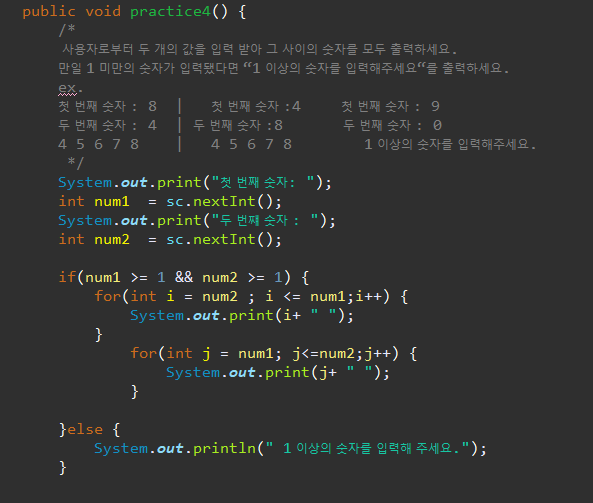 public void practice4() {
/*
사용자로부터 두 개의 값을 입력 받아 그 사이의 숫자를 모두 출력하세요.
만일 1 미만의 숫자가 입력됐다면 “1 이상의 숫자를 입력해주세요“를 출력하세요.
ex.
첫 번째 숫자 : 8 | 첫 번째 숫자 :4 첫 번째 숫자 : 9
두 번째 숫자 : 4 | 두 번째 숫자 :8 두 번째 숫자 : 0
4 5 6 7 8 | 4 5 6 7 8 1 이상의 숫자를 입력해주세요.
*/
System.out.print("첫 번째 숫자: ");
int num1 = sc.nextInt();
System.out.print("두 번째 숫자 : ");
int num2 = sc.nextInt();
if(num1 >= 1 && num2 >= 1) {
for(int i = num2 ; i <= num1;i++) {
System.out.print(i+ " ");
}
for(int j = num1; j<=num2;j++) {
System.out.print(j+ " ");
}
}else {
System.out.println(" 1 이상의 숫자를 입력해 주세요.");
}